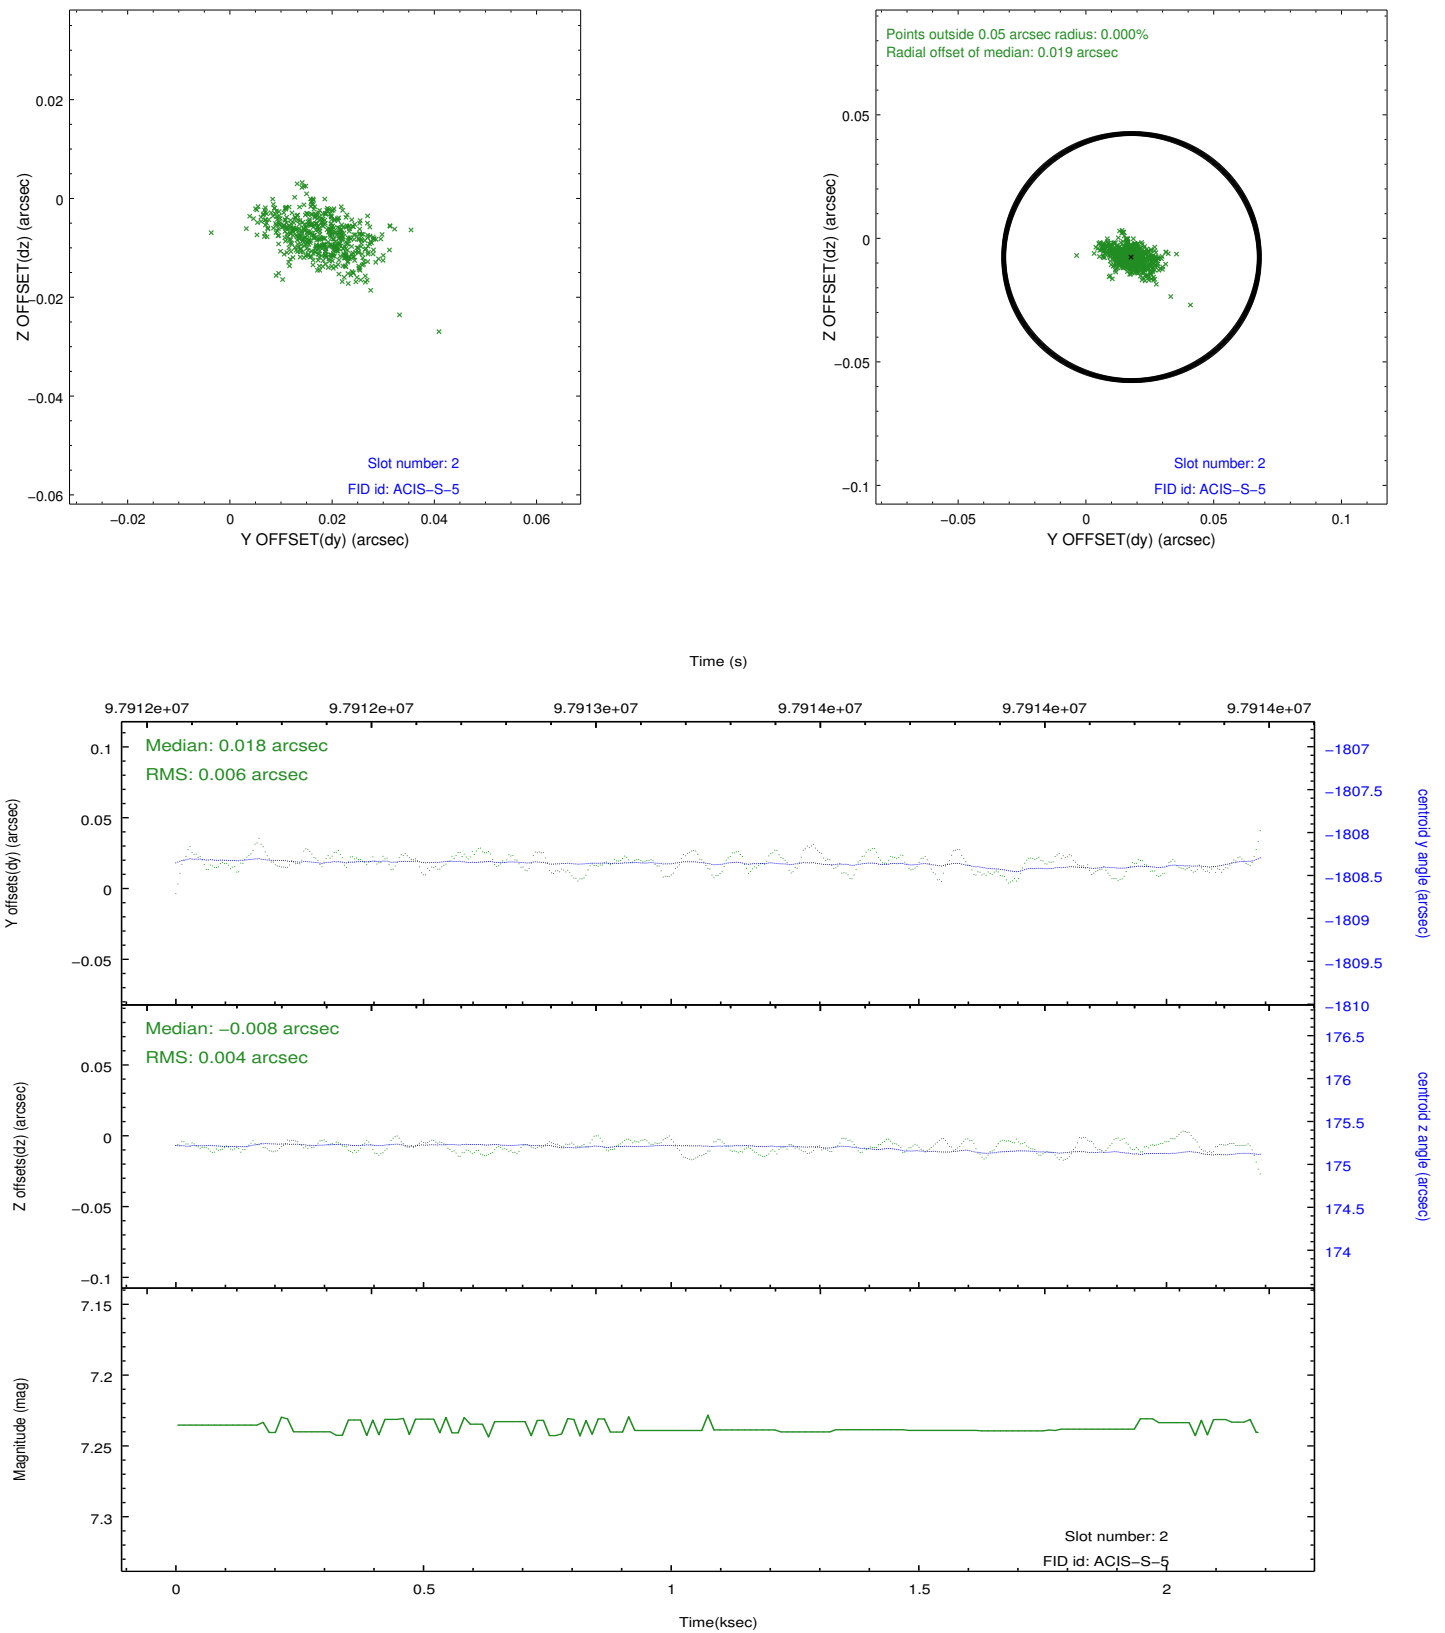 0.02
0
−0.02
−0.04
−0.06
Z OFFSET(dz) (arcsec)
Slot number: 2
FID id: ACIS−S−5
−0.02
0
0.02
0.04
0.06
Y OFFSET(dy) (arcsec)
Points outside 0.05 arcsec radius: 0.000%
Radial offset of median: 0.019 arcsec
0.05
0
−0.05
−0.1
Z OFFSET(dz) (arcsec)
Slot number: 2
FID id: ACIS−S−5
−0.05
0
0.05
0.1
Y OFFSET(dy) (arcsec)
Time (s)
9.7912e+07
9.7912e+07
9.7913e+07
9.7914e+07
9.7914e+07
9.7914e+07
Median: 0.018 arcsec
RMS: 0.006 arcsec
0.1
0.05
0
−0.05
Y offsets(dy) (arcsec)
−1807
−1807.5
−1808
−1808.5
−1809
−1809.5
−1810
centroid y angle (arcsec)
Median: −0.008 arcsec
RMS: 0.004 arcsec
0.05
0
−0.05
−0.1
Z offsets(dz) (arcsec)
176.5
176
175.5
175
174.5
174
centroid z angle (arcsec)
7.15
7.2
7.25
7.3
Magnitude (mag)
Slot number: 2
FID id: ACIS−S−5
0
0.5
1
1.5
2
Time(ksec)